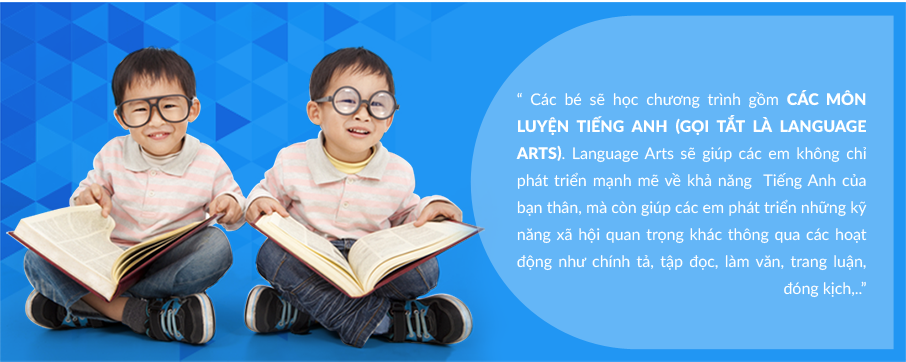 “ Các bé sẽ học chương trình gồm CÁC MÔN
LUYỆN TIẾNG ANH (GỌI TẮT LÀ LANGUAGE
ARTS). Language Arts sẽ giúp các em không chỉ
phát triển mạnh mẽ về khả năng Tiếng Anh của
bạn thân, mà còn giúp các em phát triển những kỹ
năng xã hội quan trọng khác thông qua các hoạt
động như chính tả, tập đọc, làm văn, trang luận,
đóng kịch,..”